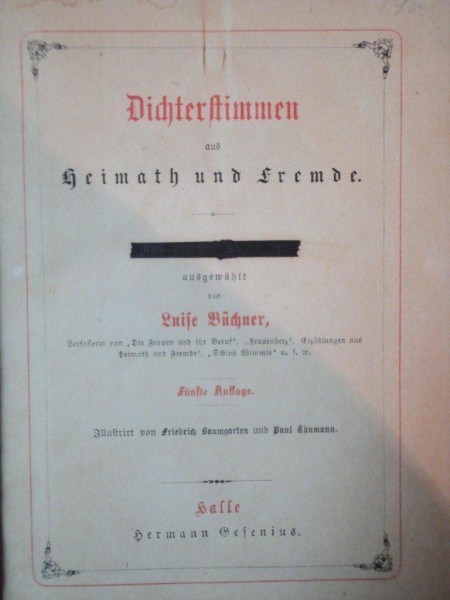 Dichterstimmen
aus
Heimath und Fremde.
ausgewählt
von
Luise Büchner,
Verfasserin von „Die Frauen und ihr Beruf“, „Frauenherz“, Erzählungen aus
Heimath und Fremde“, „Schloß Wimmis“ u. s. w.
Fünfte Auflage.
Illustrirt von Friedrich Baumgarten und Paul Thumann.
Halle
Hermann Gesenius.